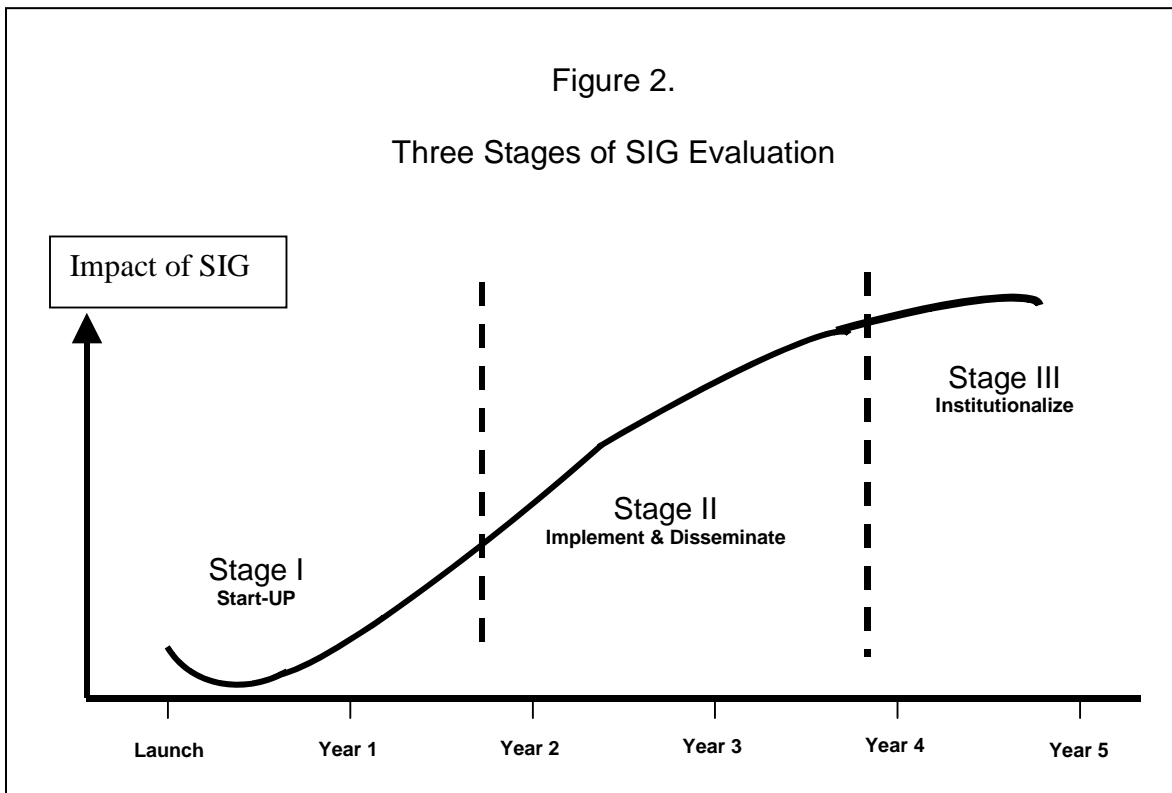 Figure 2.
Three Stages of SIG Evaluation
Impact of SIG
Stage III
Institutionalize
Stage II
Implement & Disseminate
Stage I
Start-UP
Launch
Year 1
Year 2
Year 3
Year 4
Year 5